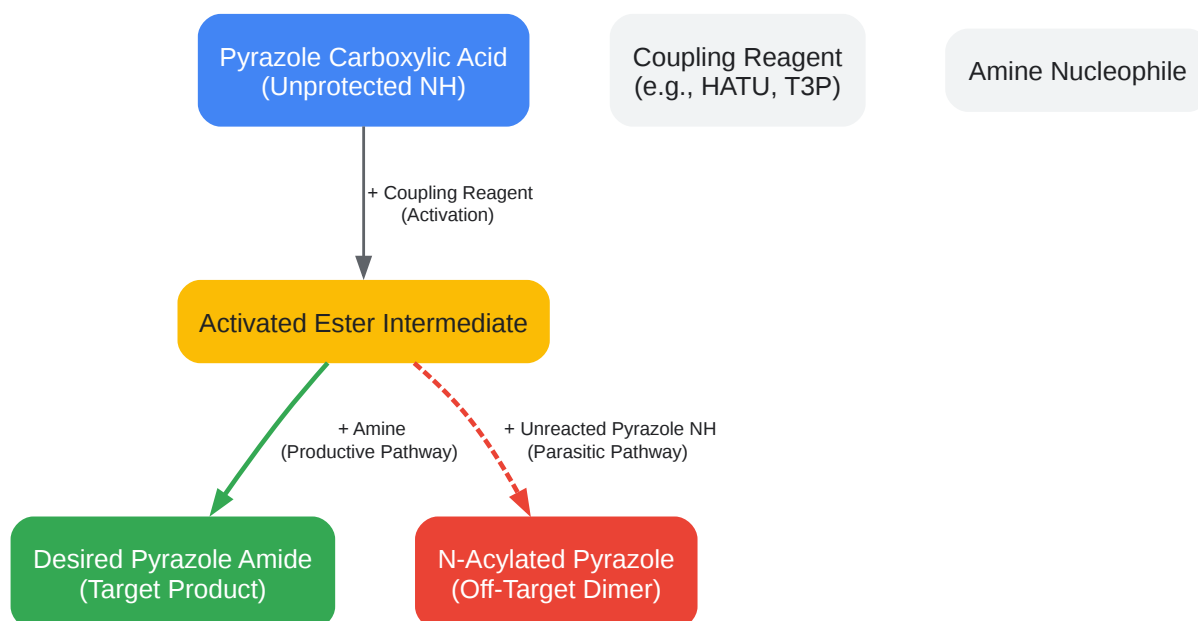 Pyrazole Carboxylic Acid
(Unprotected NH)
Coupling Reagent
(e.g., HATU, T3P)
Amine Nucleophile
+ Coupling Reagent
(Activation)
Activated Ester Intermediate
+ Amine
(Productive Pathway)
+ Unreacted Pyrazole NH
(Parasitic Pathway)
Desired Pyrazole Amide
(Target Product)
N-Acylated Pyrazole
(Off-Target Dimer)